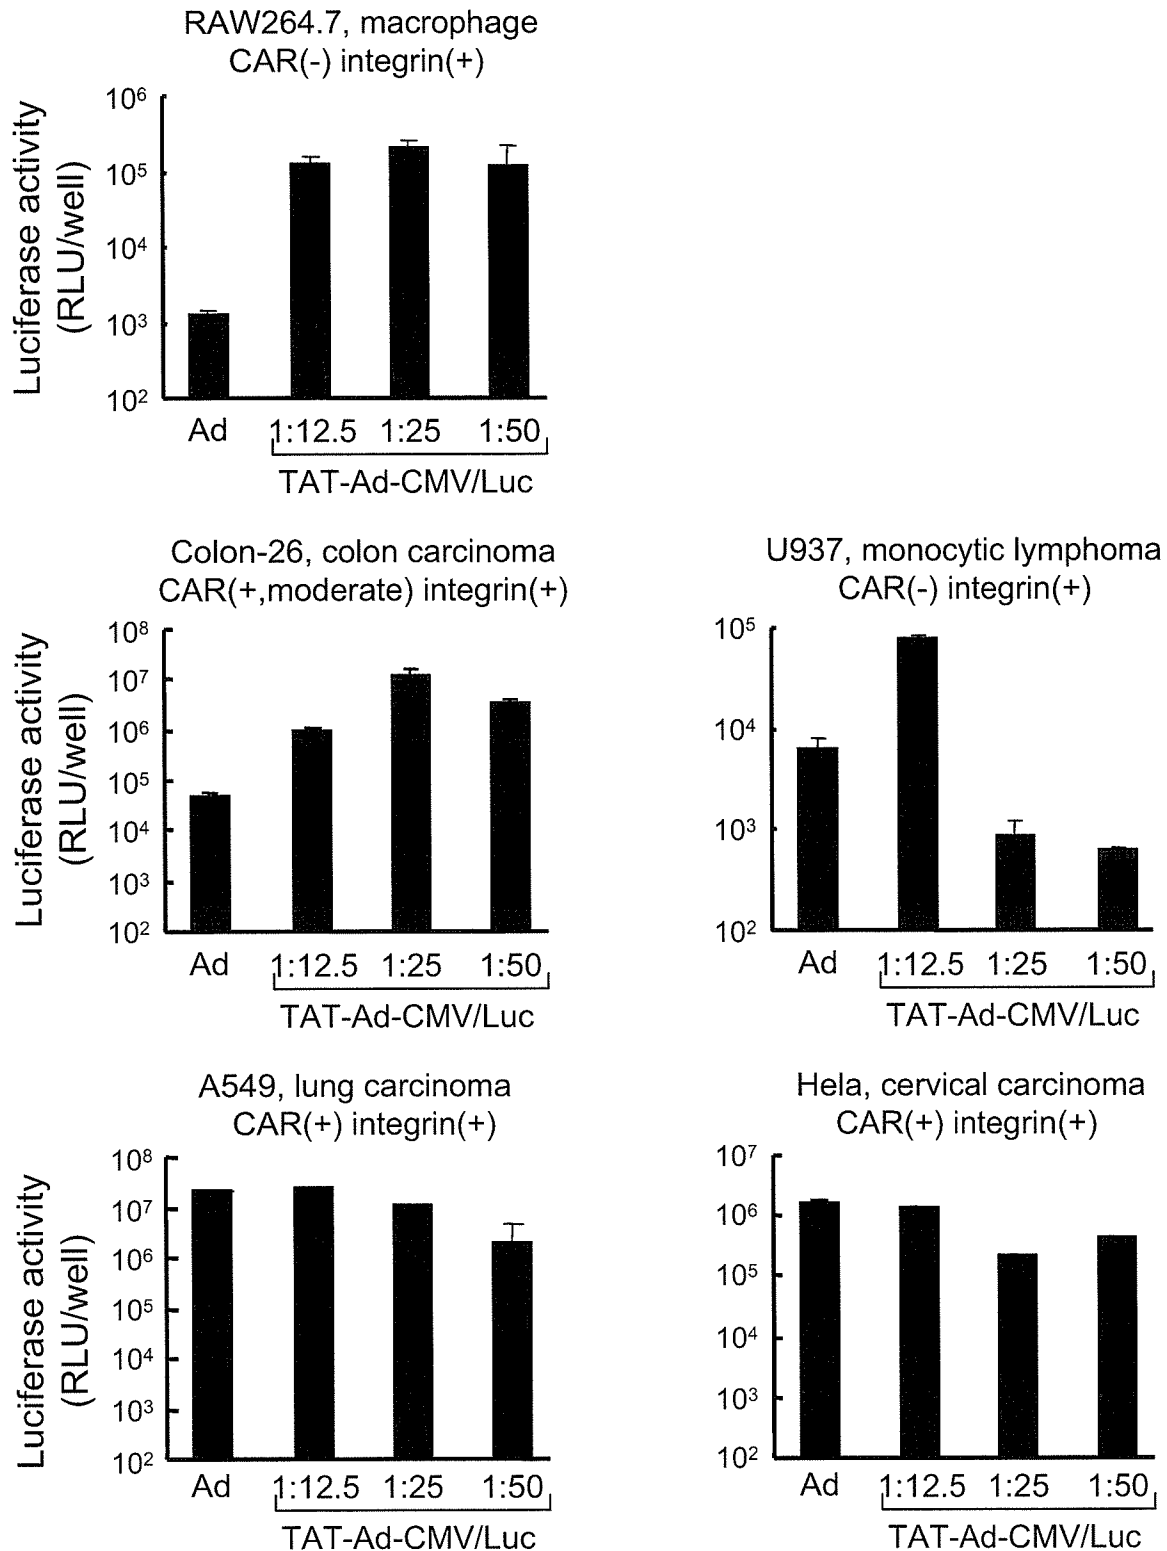 RAW264.7, macrophage
CAR(-) integrin(+)
Luciferase activity
(RLU/well)
10⁶
10⁵
10⁴
10³
10²
Ad 1:12.5 1:25 1:50
TAT-Ad-CMV/Luc
Colon-26, colon carcinoma
CAR(+,moderate) integrin(+)
Luciferase activity
(RLU/well)
10⁸
10⁷
10⁶
10⁵
10⁴
10³
10²
Ad 1:12.5 1:25 1:50
TAT-Ad-CMV/Luc
U937, monocytic lymphoma
CAR(-) integrin(+)
10⁵
10⁴
10³
10²
Ad 1:12.5 1:25 1:50
TAT-Ad-CMV/Luc
A549, lung carcinoma
CAR(+) integrin(+)
Luciferase activity
(RLU/well)
10⁸
10⁷
10⁶
10⁵
10⁴
10³
10²
Ad 1:12.5 1:25 1:50
TAT-Ad-CMV/Luc
Hela, cervical carcinoma
CAR(+) integrin(+)
10⁷
10⁶
10⁵
10⁴
10³
10²
Ad 1:12.5 1:25 1:50
TAT-Ad-CMV/Luc